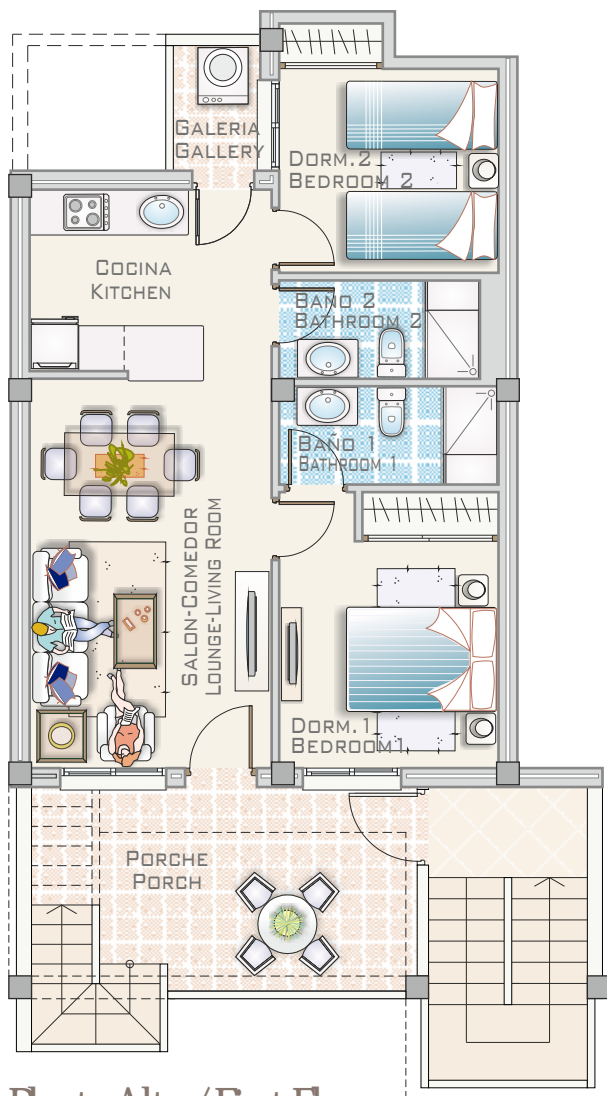 GALERIA
GALLERY
DORM.2
BEDROOM 2
COCINA
KITCHEN
BAÑO 2
BATHROOM 2
BAÑO 1
BATHROOM 1
SALON-COMEDOR
LOUNGE-LIVING ROOM
DORM.1
BEDROOM1
PORCHE
PORCH